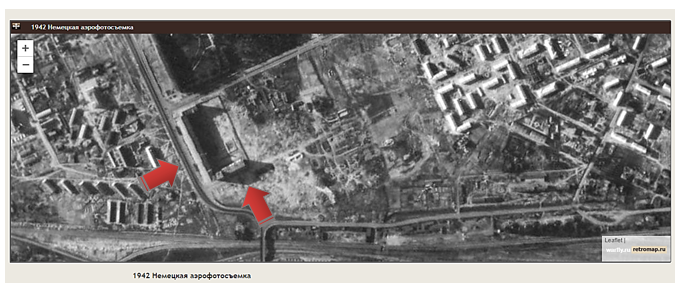 1942 Немецкая аэрофотосъемка
+
−
Leaflet |
retromap.ru
1942 Немецкая аэрофотосъемка